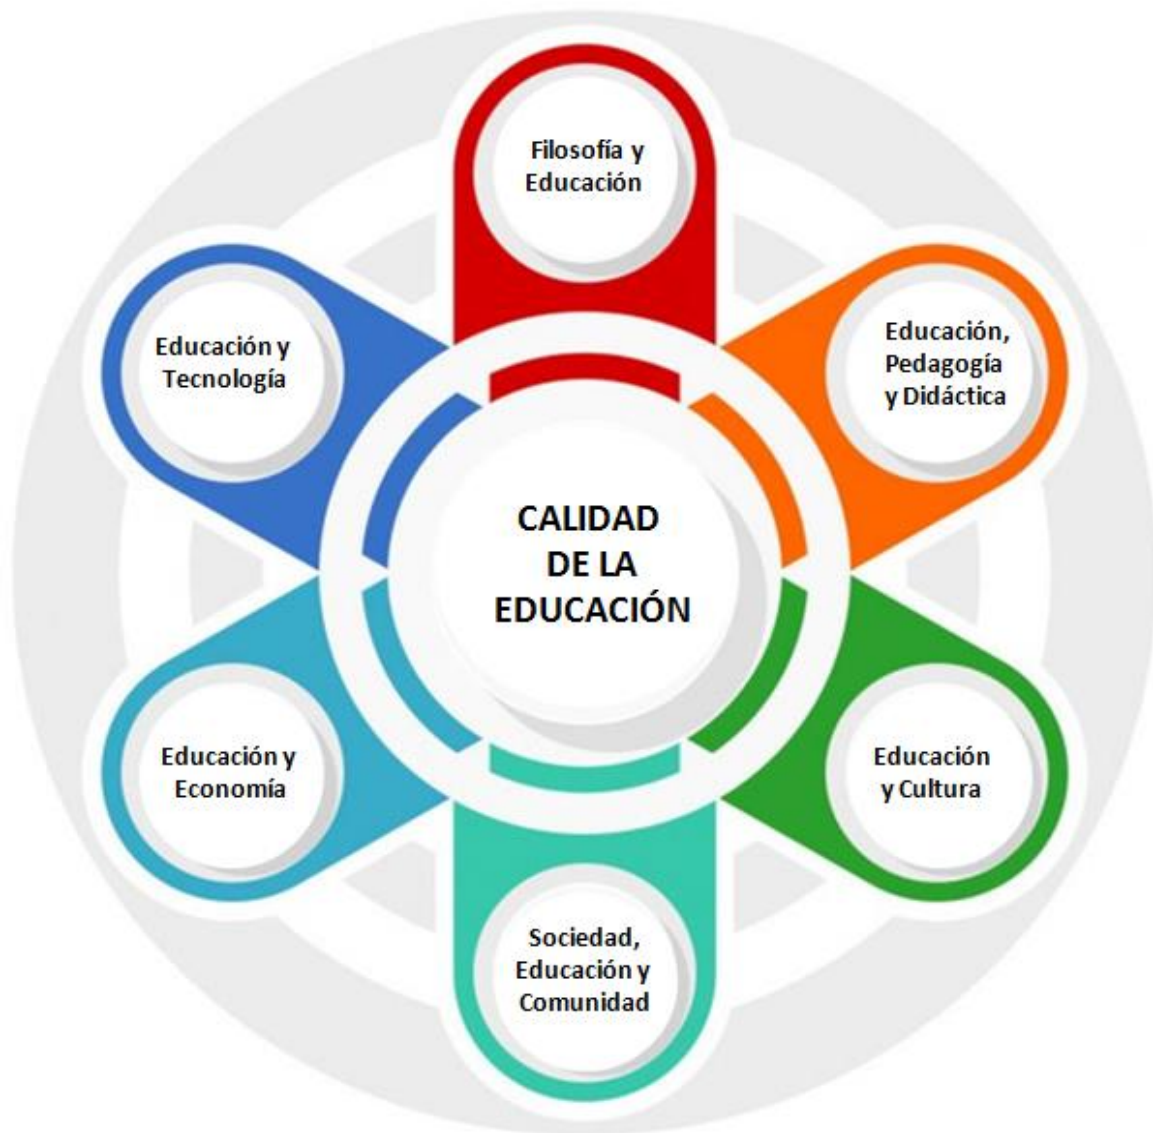 Filosofía y
Educación
Educación,
Pedagogía
y Didáctica
Educación
y Cultura
Sociedad,
Educación y
Comunidad
Educación y
Economía
Educación y
Tecnología
CALIDAD
DE LA
EDUCACIÓN